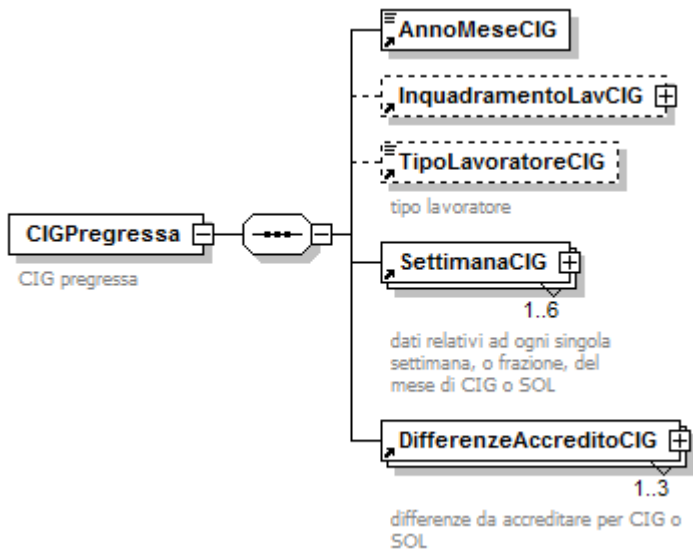 AnnoMeseCIG
InquadramentoLavCIG
TipoLavoratoreCIG
tipo lavoratore
CIGPregressa
CIG pregressa
SettimanaCIG
1..6
dati relativi ad ogni singola
settimana, o frazione, del
mese di CIG o SOL
DifferenzeAccreditoCIG
1..3
differenze da accreditare per CIG o
SOL